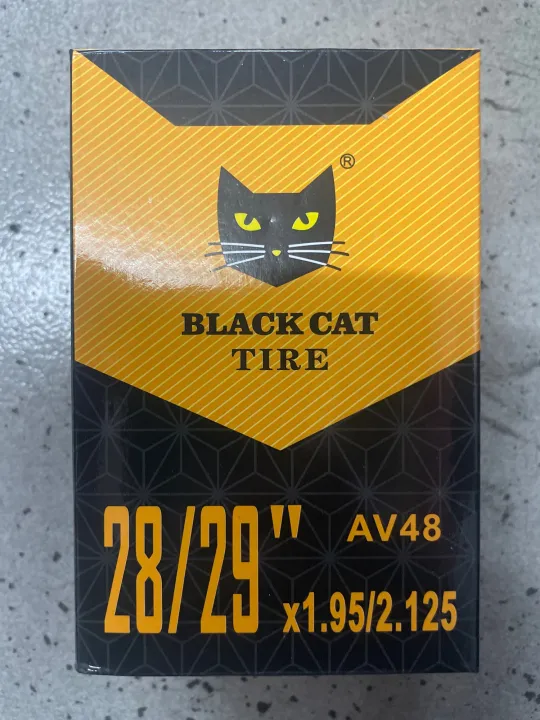 ®
BLACK CAT
TIRE
28/29" AV48
x1.95/2.125